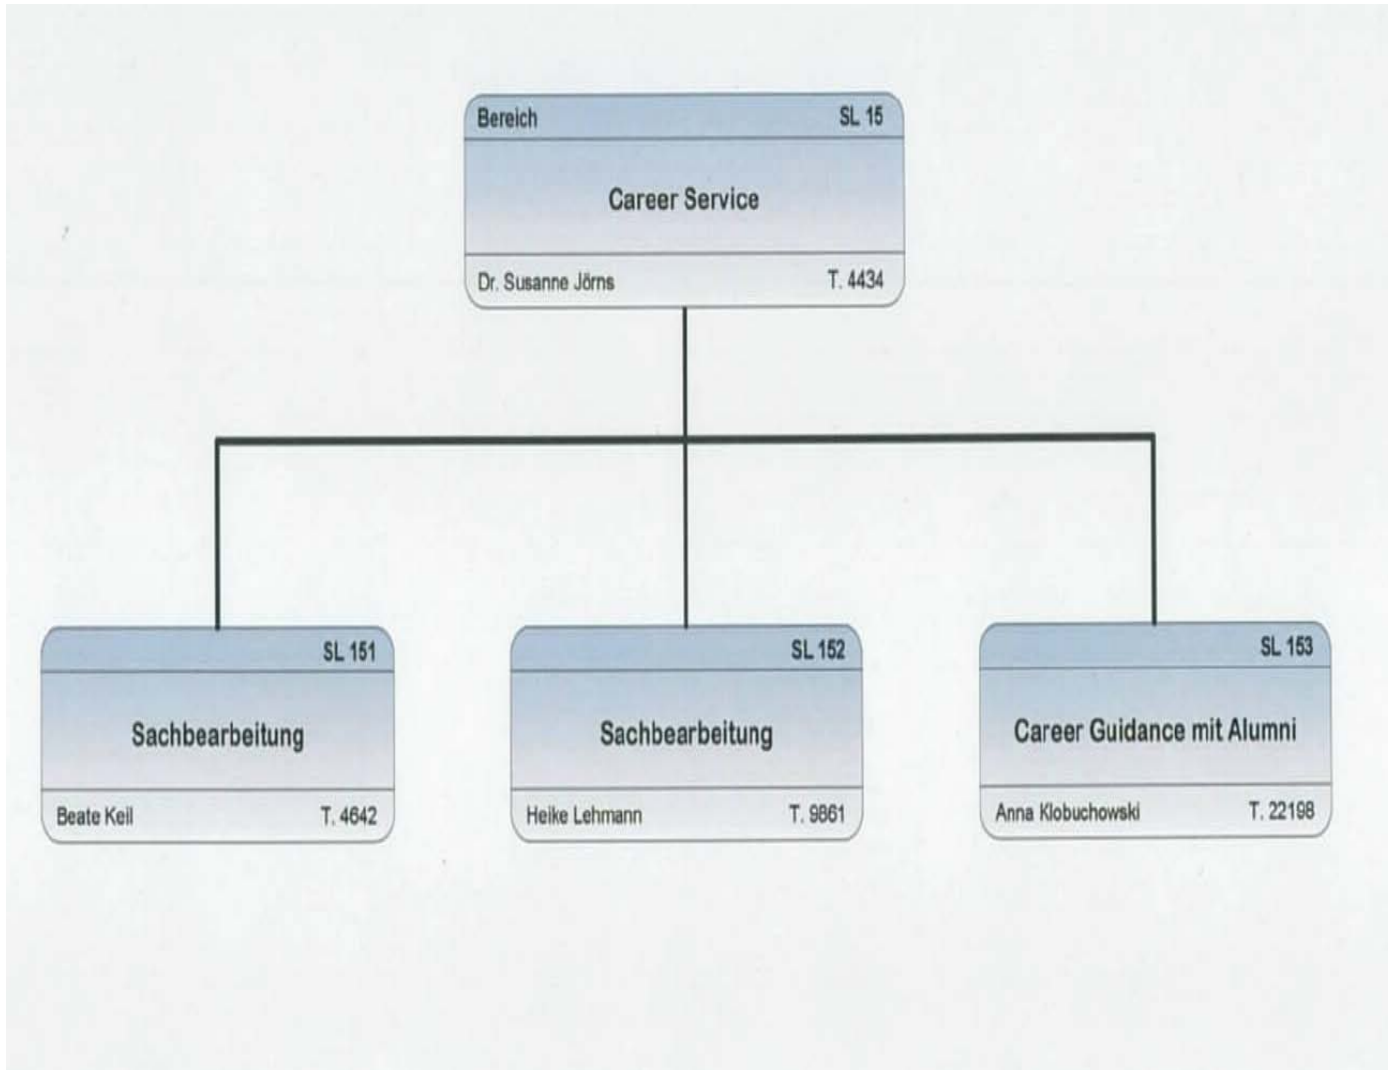 Bereich SL 15
Career Service
Dr. Susanne Jörns T. 4434
SL 151
Sachbearbeitung
Beate Keil T. 4642
SL 152
Sachbearbeitung
Heike Lehmann T. 9861
SL 153
Career Guidance mit Alumni
Anna Klobuchowski T. 22198